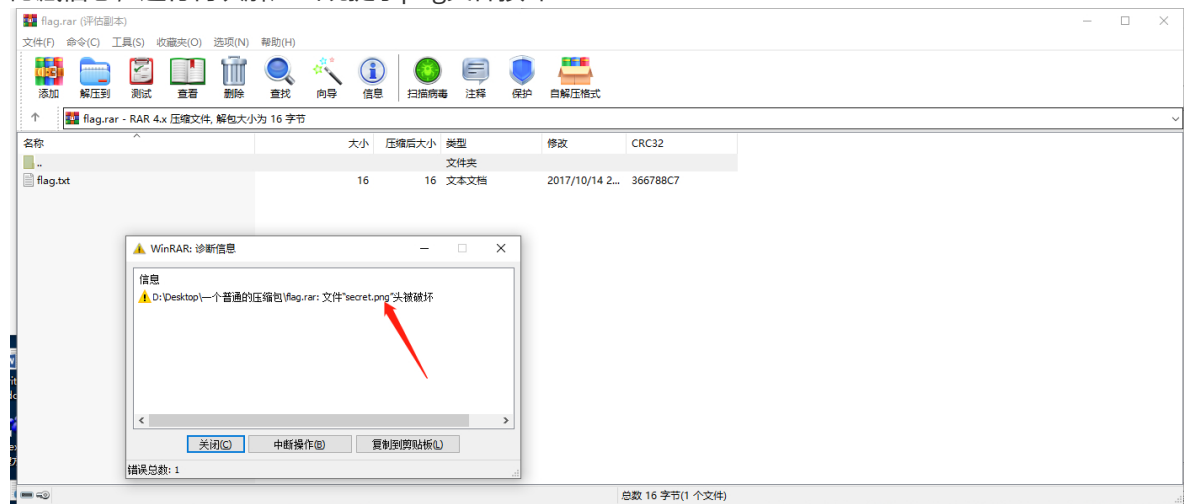 flag.rar (评估副本)
文件(F) 命令(C) 工具(S) 收藏夹(O) 选项(N) 帮助(H)
添加 解压到 测试 查看 删除 查找 向导 信息 扫描病毒 注释 保护 自解压格式
flag.rar - RAR 4.x 压缩文件, 解包大小为 16 字节
名称 大小 压缩后大小 类型 修改 CRC32
.. 文件夹
flag.txt 16 16 文本文档 2017/10/14 2... 366788C7
WinRAR: 诊断信息
信息
D:\Desktop\一个普通的压缩包\flag.rar: 文件"secret.png"头被破坏
关闭(C) 中断操作(B) 复制到剪贴板(L)
错误总数: 1
总数 16 字节(1 个文件)